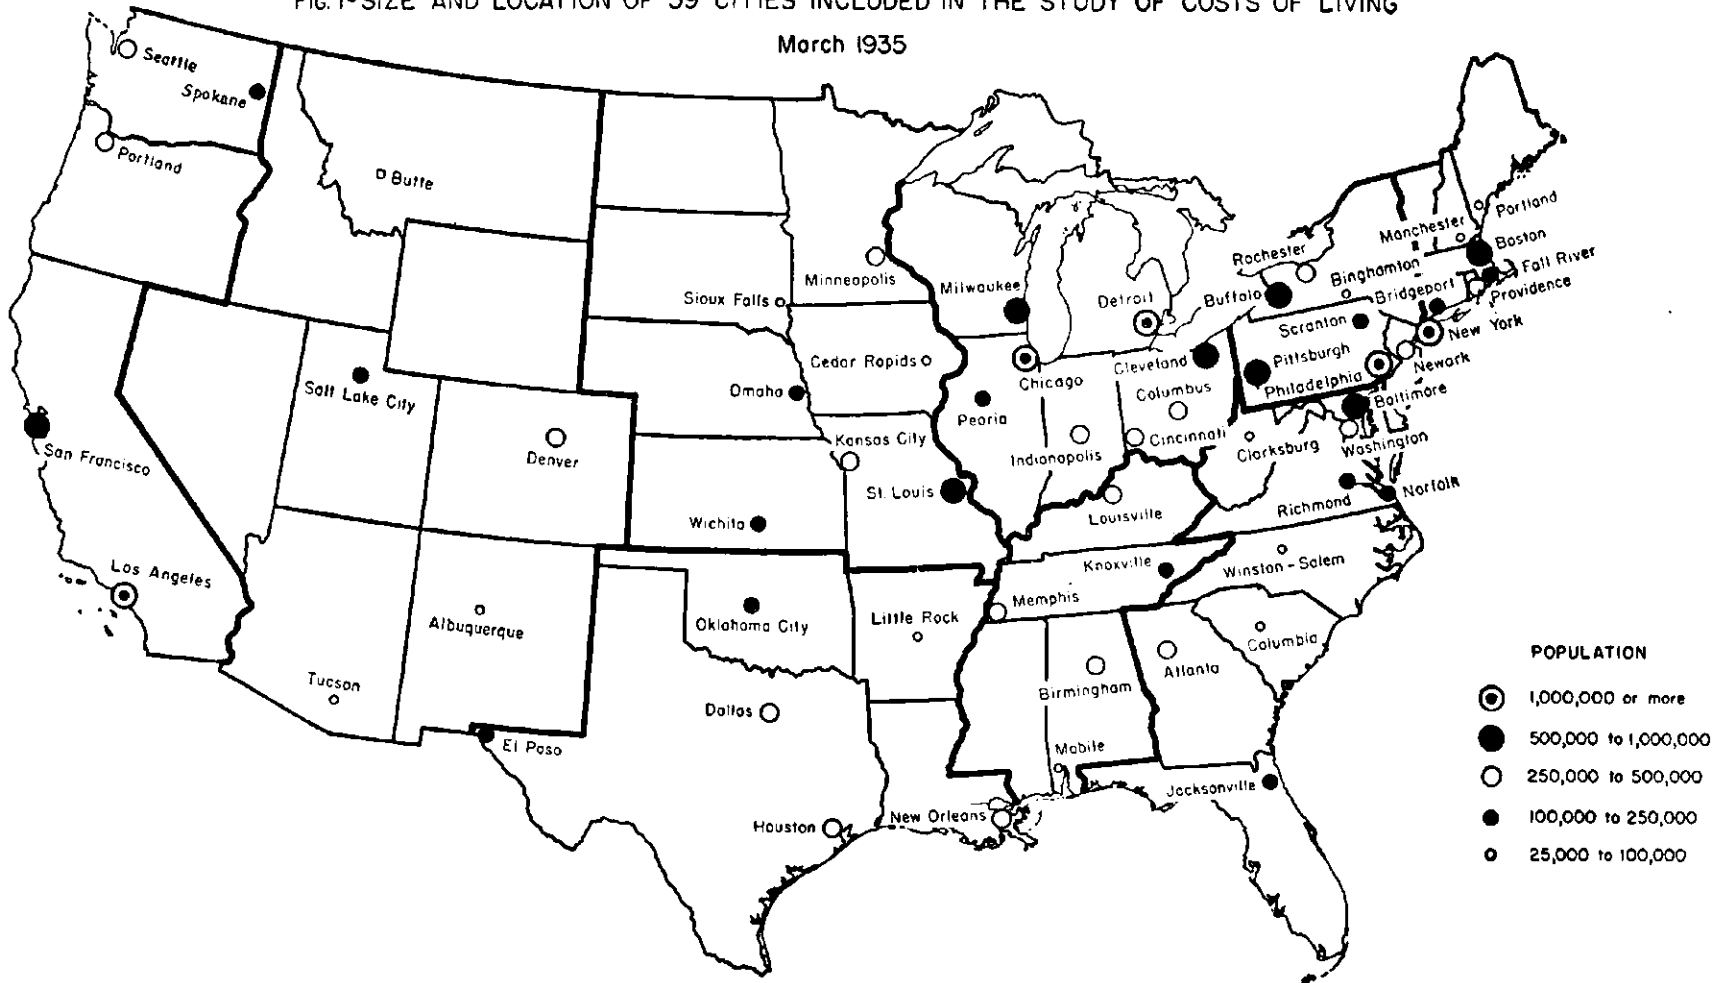 FIG. 1-SIZE AND LOCATION OF 59 CITIES INCLUDED IN THE STUDY OF COSTS OF LIVING
March 1935
Seattle
Spokane
Portland
Butte
Minneapolis
Sioux Falls
Milwaukee
Detroit
Rochester
Buffalo
Binghamton
Manchester
Portland
Boston
Fall River
Providence
Bridgeport
Scranton
New York
Newark
Pittsburgh
Philadelphia
Baltimore
Washington
Cleveland
Columbus
Cincinnati
Clarksburg
Richmond
Norfolk
Chicago
Peoria
Indianapolis
Cedar Rapids
Omaha
Kansas City
St. Louis
Louisville
Salt Lake City
Denver
Wichita
San Francisco
Los Angeles
Albuquerque
Tucson
El Paso
Oklahoma City
Little Rock
Memphis
Knoxville
Winston-Salem
Columbia
Atlanta
Birmingham
Mobile
Jacksonville
Dallas
Houston
New Orleans
POPULATION
1,000,000 or more
500,000 to 1,000,000
250,000 to 500,000
100,000 to 250,000
25,000 to 100,000